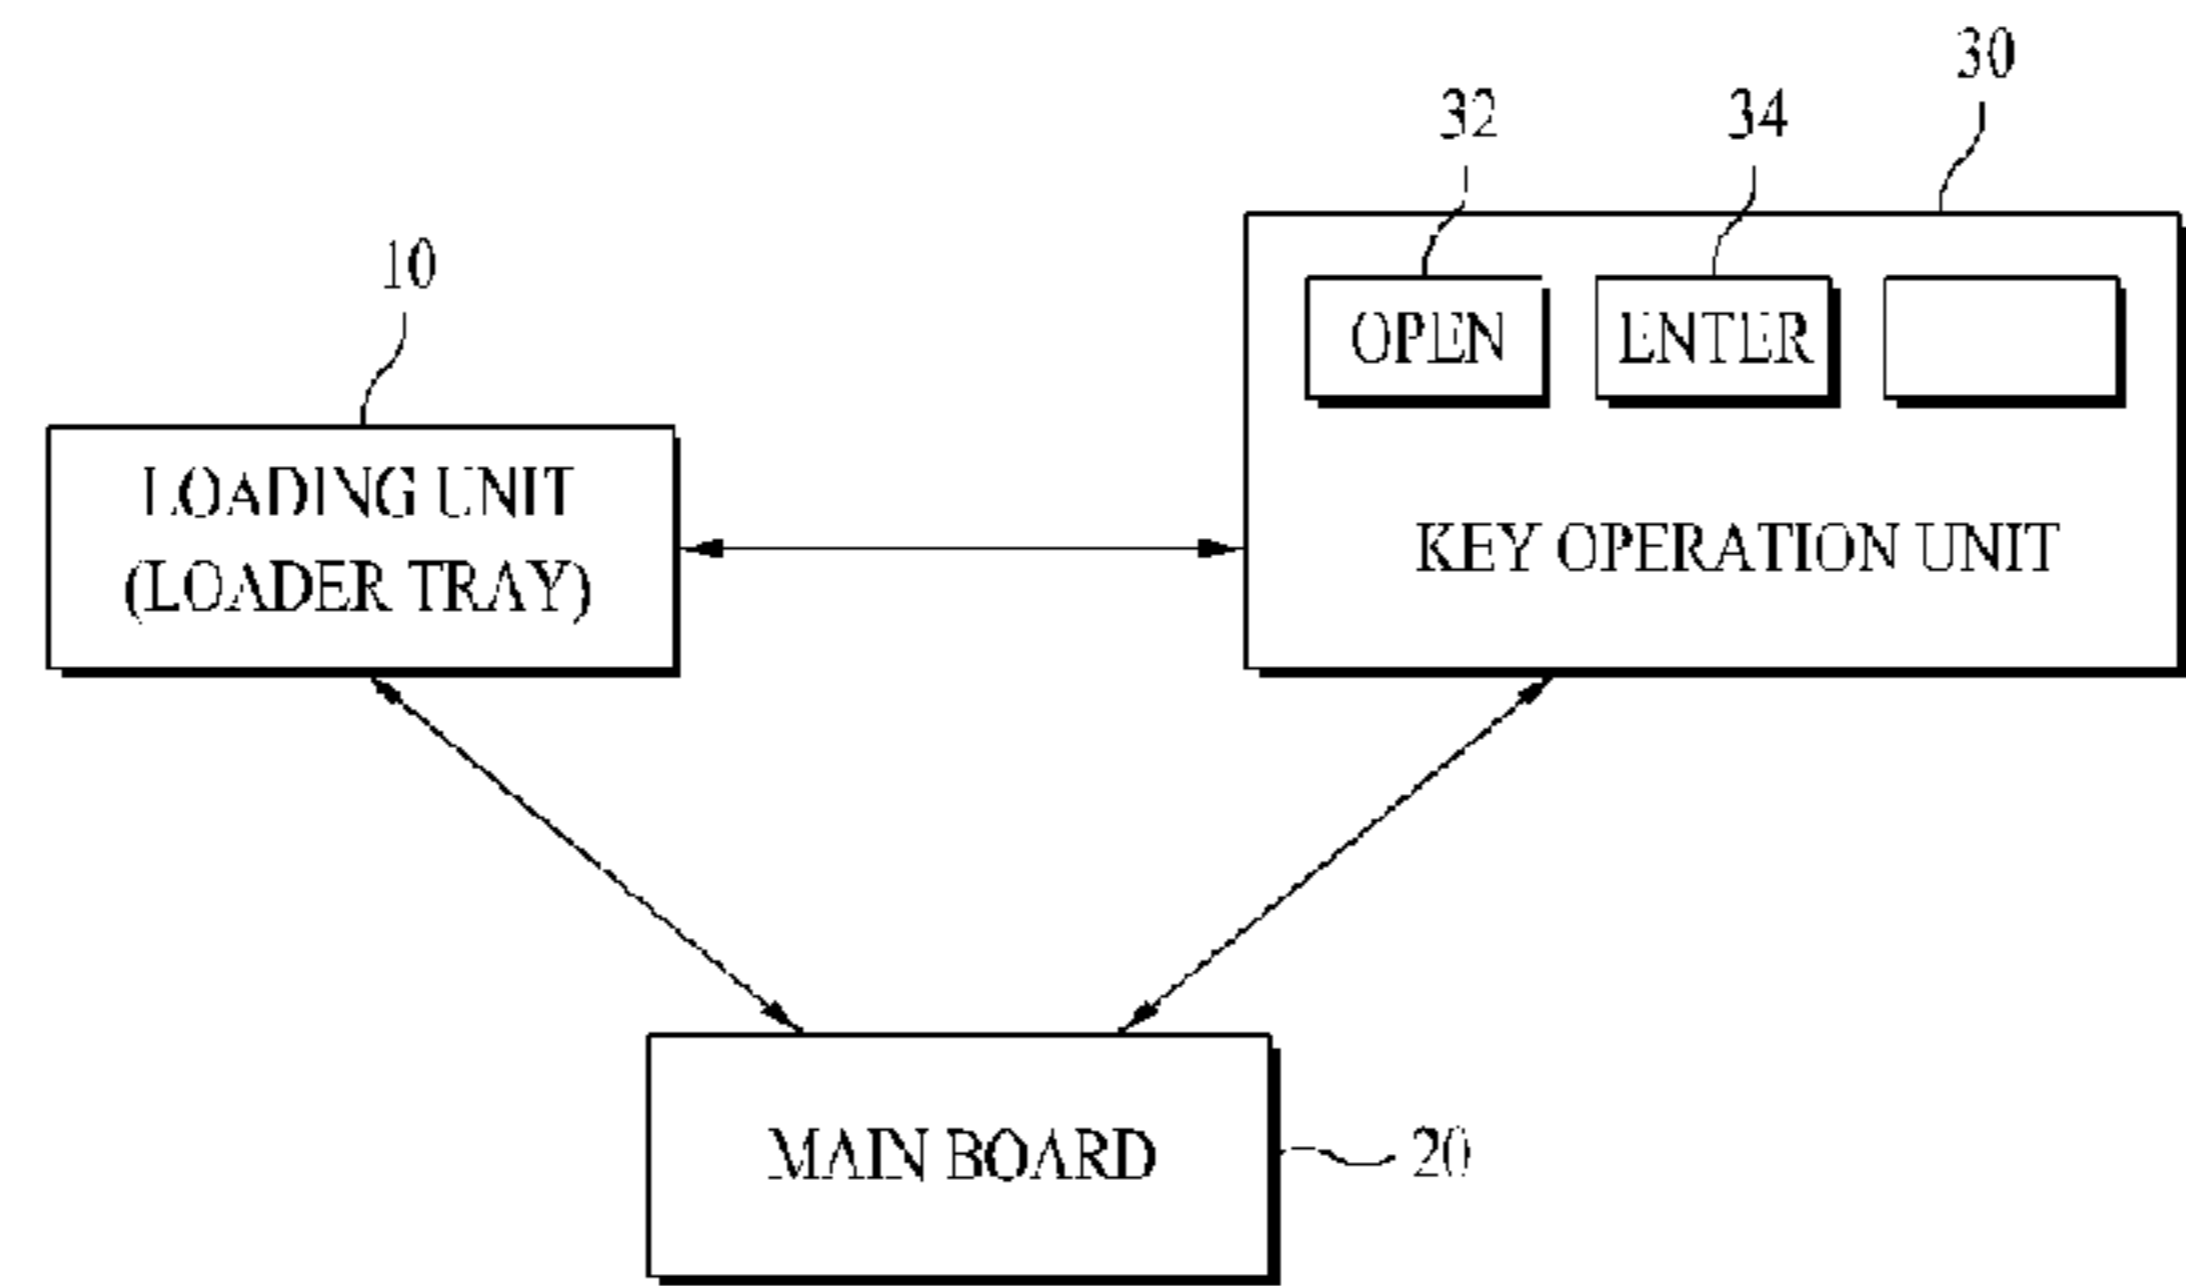 30
32
34
10
OPEN
ENTER
LOADING UNIT
(LOADER TRAY)
KEY OPERATION UNIT
MAIN BOARD
20